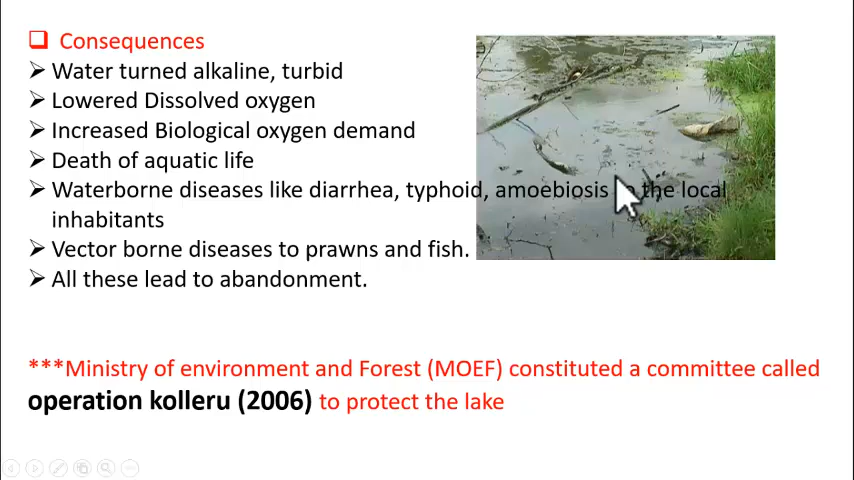 Consequences
Water turned alkaline, turbid
Lowered Dissolved oxygen
Increased Biological oxygen demand
Death of aquatic life
Waterborne diseases like diarrhea, typhoid, amoebiosis the local
inhabitants
Vector borne diseases to prawns and fish.
All these lead to abandonment.
***Ministry of environment and Forest (MOEF) constituted a committee called
operation kolleru (2006) to protect the lake